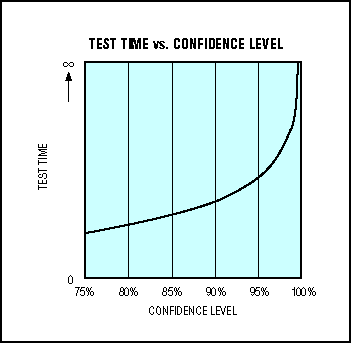 TEST TIME vs. CONFIDENCE LEVEL
∞
TEST TIME
0
75% 80% 85% 90% 95% 100%
CONFIDENCE LEVEL